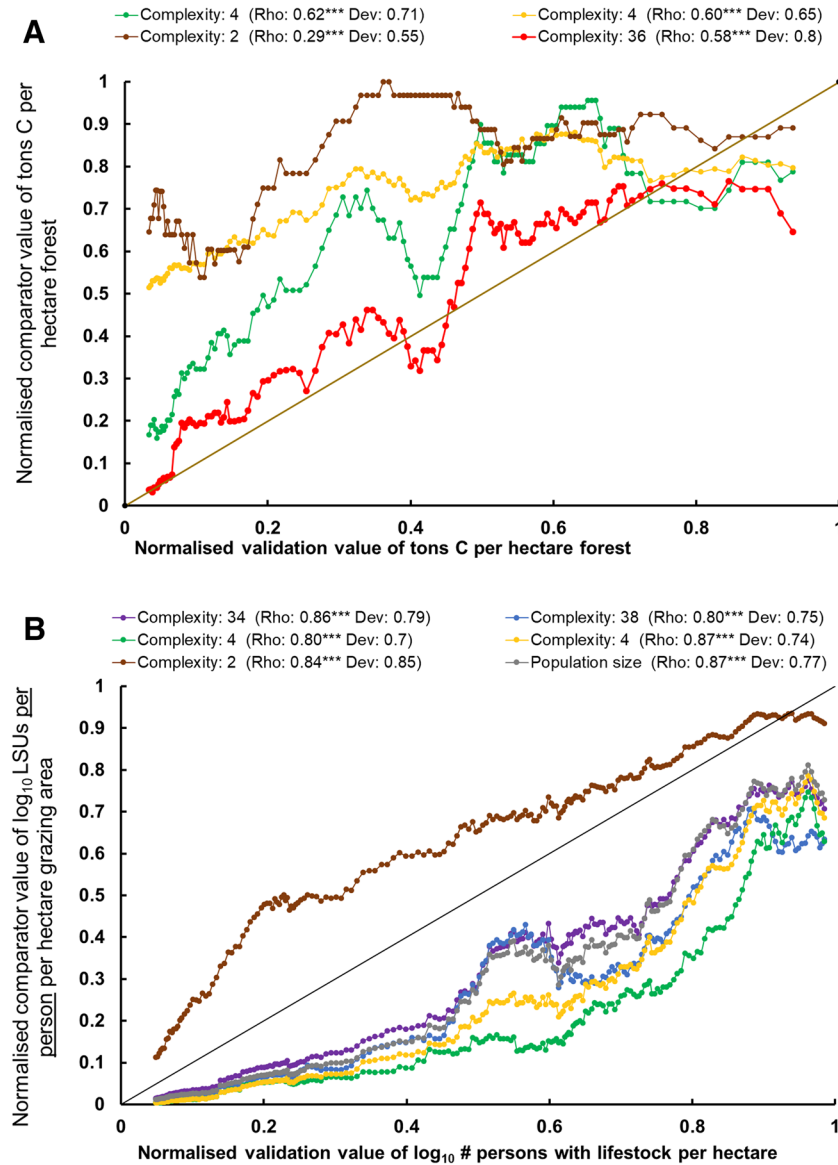 A
Complexity: 4 (Rho: 0.62*** Dev: 0.71)
Complexity: 4 (Rho: 0.60*** Dev: 0.65)
Complexity: 2 (Rho: 0.29*** Dev: 0.55)
Complexity: 36 (Rho: 0.58*** Dev: 0.8)
Normalised comparator value of tons C per
hectare forest
1
0.9
0.8
0.7
0.6
0.5
0.4
0.3
0.2
0.1
0
0 0.2 0.4 0.6 0.8 1
Normalised validation value of tons C per hectare forest
B
Complexity: 34 (Rho: 0.86*** Dev: 0.79)
Complexity: 38 (Rho: 0.80*** Dev: 0.75)
Complexity: 4 (Rho: 0.80*** Dev: 0.7)
Complexity: 4 (Rho: 0.87*** Dev: 0.74)
Complexity: 2 (Rho: 0.84*** Dev: 0.85)
Population size (Rho: 0.87*** Dev: 0.77)
Normalised comparator value of log10 LSUs per
person per hectare grazing area
1
0.9
0.8
0.7
0.6
0.5
0.4
0.3
0.2
0.1
0
0 0.2 0.4 0.6 0.8 1
Normalised validation value of log10 # persons with lifestock per hectare